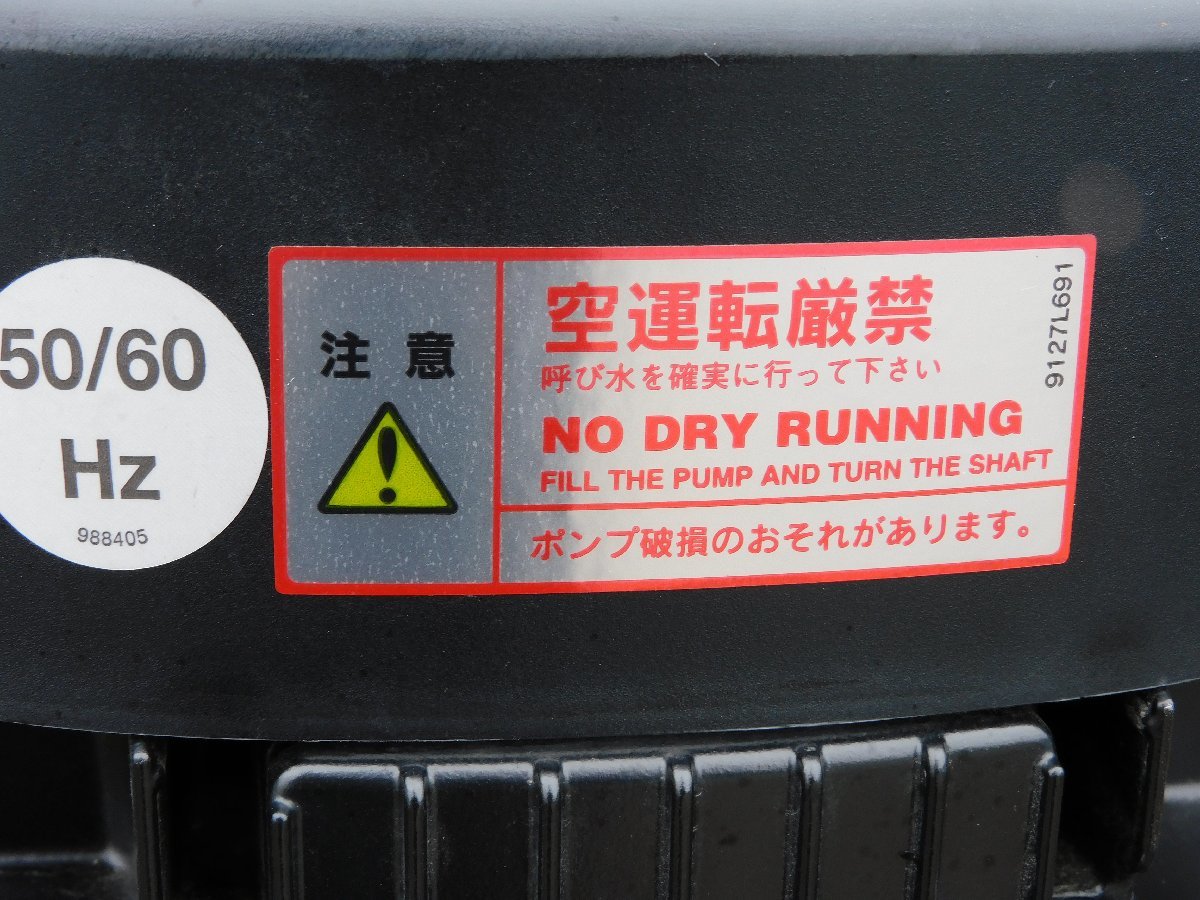 50/60
Hz
988405
注意
空運転厳禁
呼び水を確実に行って下さい
NO DRY RUNNING
FILL THE PUMP AND TURN THE SHAFT
ポンプ破損のおそれがあります。
9127L691